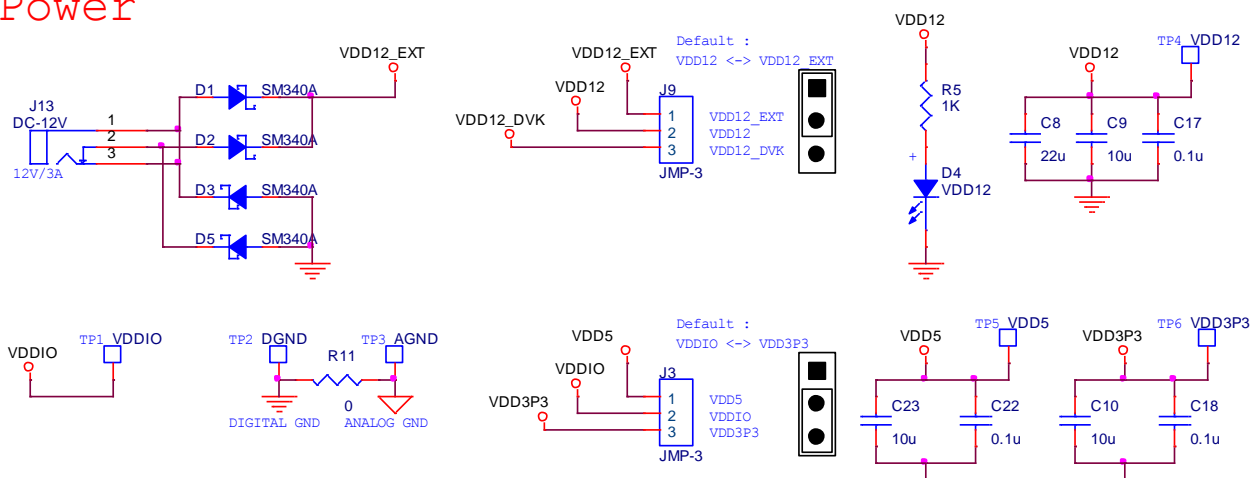 Power
J13
DC-12V
1
2
3
12V/3A
D1 SM340A
D2 SM340A
D3 SM340A
D5 SM340A
VDD12_EXT
VDD12_EXT
VDD12
VDD12_DVK
J9
1
2
3
JMP-3
VDD12_EXT
VDD12
VDD12_DVK
Default :
VDD12 <-> VDD12_EXT
VDD12
R5
1K
+
D4
VDD12
VDD12
TP4 VDD12
C8
22u
C9
10u
C17
0.1u
VDDIO
TP1 VDDIO
TP2 DGND
TP3 AGND
R11
0
DIGITAL GND
ANALOG GND
VDD5
VDDIO
VDD3P3
J3
1
2
3
JMP-3
VDD5
VDDIO
VDD3P3
Default :
VDDIO <-> VDD3P3
VDD5
TP5 VDD5
C23
10u
C22
0.1u
VDD3P3
TP6 VDD3P3
C10
10u
C18
0.1u